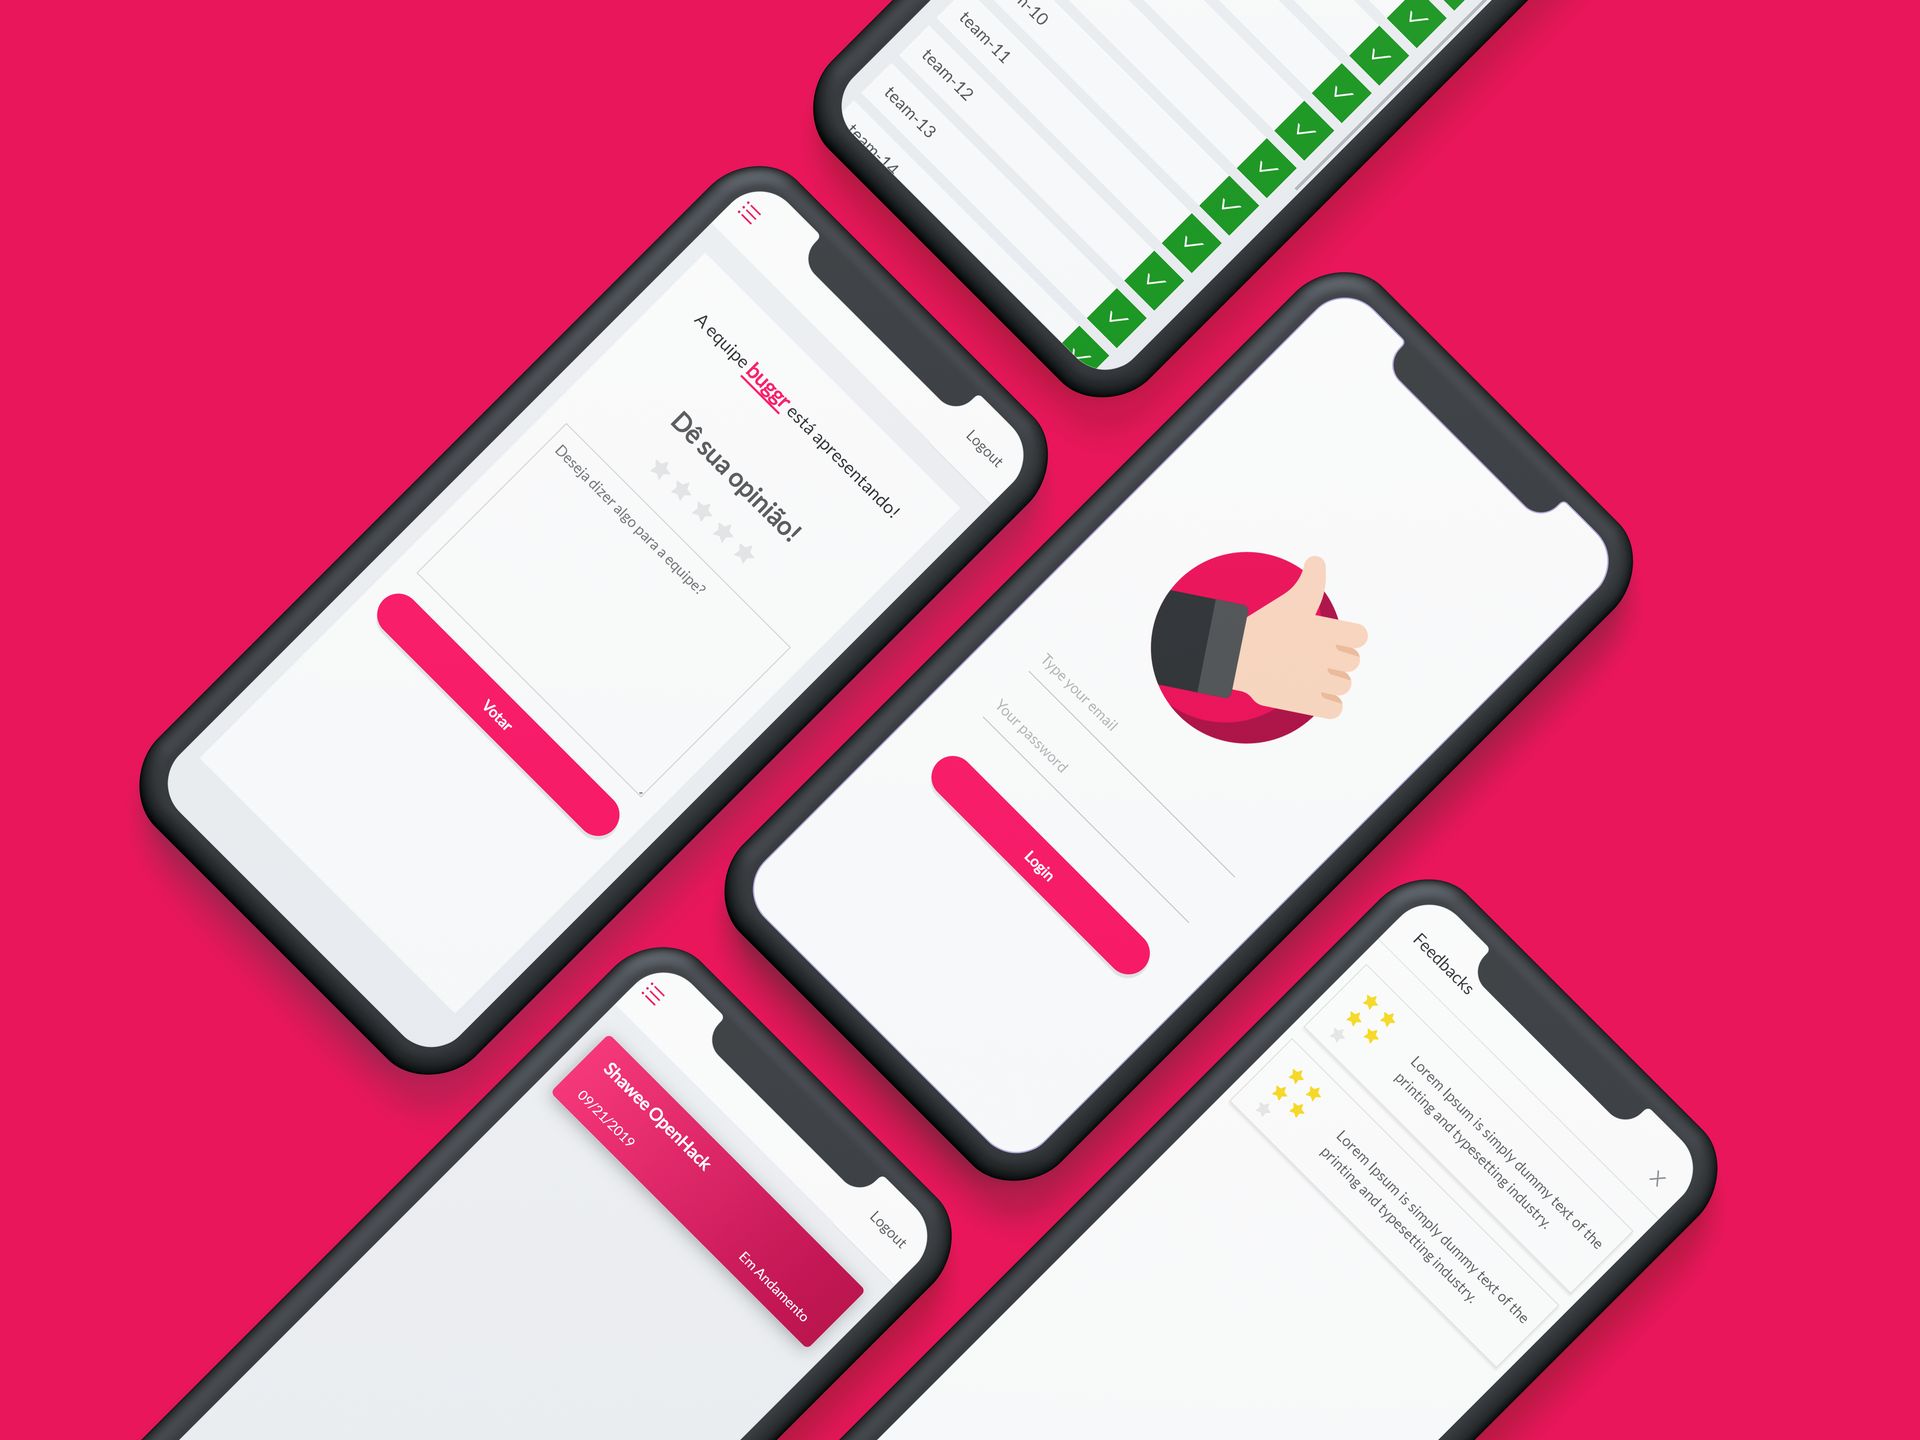 n-10
team-11
team-12
team-13
team-14
Logout
A equipe buggr está apresentando!
Dê sua opinião!
Deseja dizer algo para a equipe?
Votar
Type your email
Your password
Login
Logout
Shawee OpenHack
09/21/2019
Em Andamento
Feedbacks
Lorem Ipsum is simply dummy text of the
printing and typesetting industry.
Lorem Ipsum is simply dummy text of the
printing and typesetting industry.